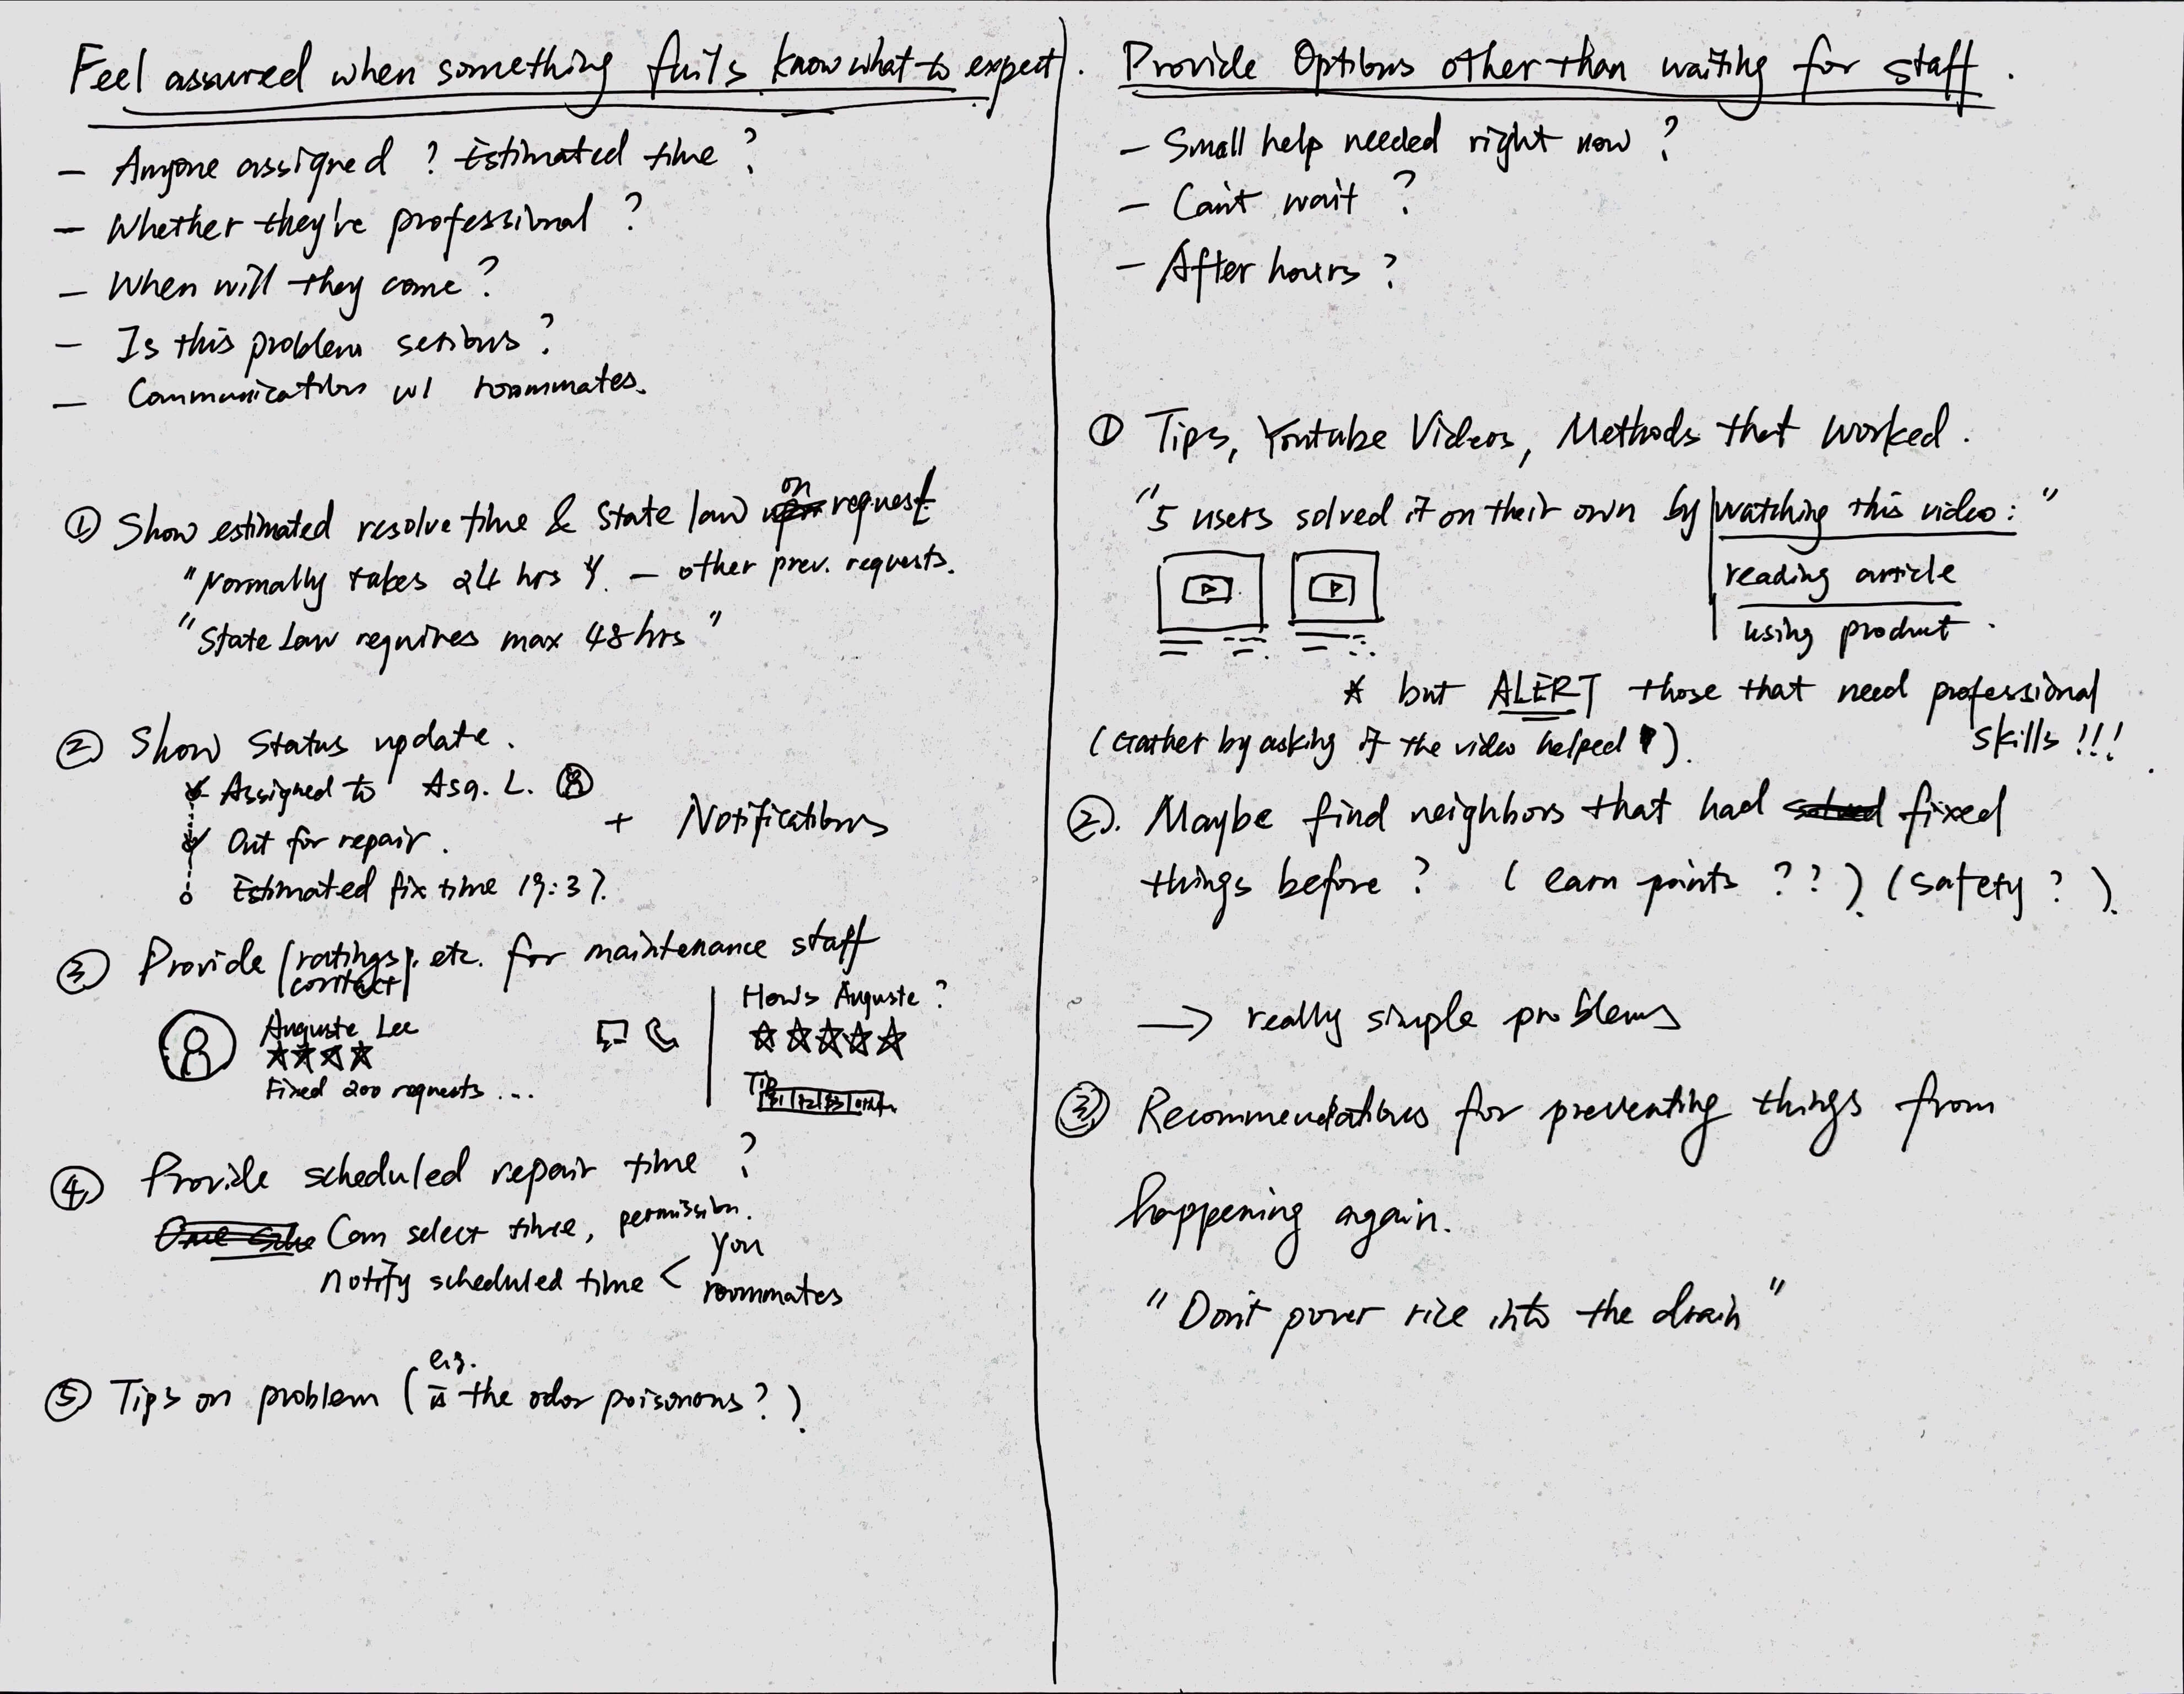 Feel assured when something fails. know what to expect).
— Anyone assigned ? Estimated time ?
— Whether they're professional ?
— When will they come ?
— Is this problem serious ?
— Communications w/ roommates.
① Show estimated resolve time & State law on request
"Normally takes 24 hrs — other prev. requests.
"State Law requires max 48 hrs"
② Show Status update.
Assigned to L.
Out for repair.
Estimated fix time
+ Notifications
③ Provide (ratings). etc. for maintenance staff
(contact)
Auguste Lee
☆☆☆☆
Fixed 200 requests ...
How's Auguste ?
☆☆☆☆☆
Tip
④ Provide scheduled repair time ?
Can select time, permission.
notify scheduled time < you
roommates
e.g.
⑤ Tips on problem ( is the odor poisonous? ).
Provide Options other than waiting for staff.
— Small help needed right now ?
— Can't wait ?
— After hours ?
① Tips, Youtube Videos, Methods that worked.
"5 users solved it on their own by watching this video: "
reading article
using product.
* but ALERT those that need professional
skills !!!
(Gather by asking if the video helped ).
②. Maybe find neighbors that had fixed
things before ? ( earn points ?? ). (safety ? ).
→ really simple problems
③ Recommendations for preventing things from
happening again.
"Don't pour rice into the drain"